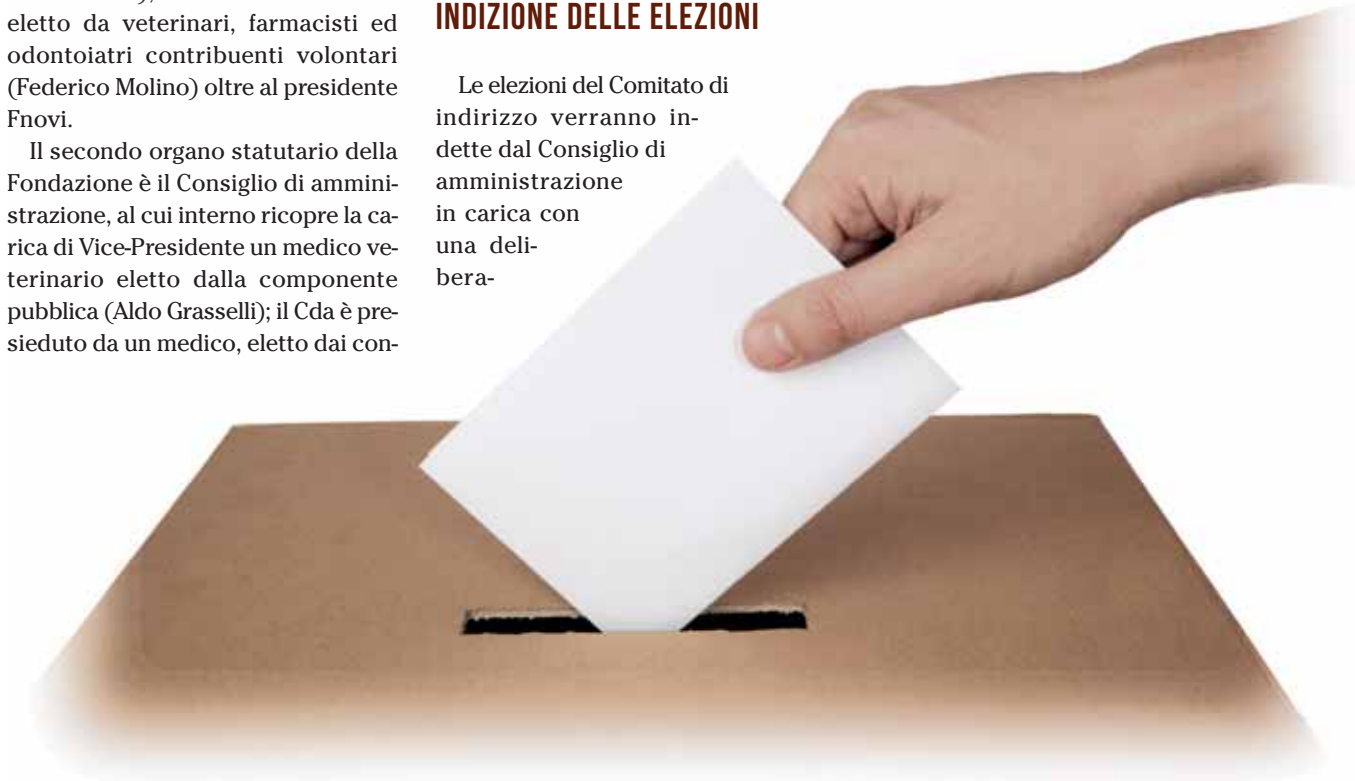 eletto da veterinari, farmacisti ed
odontoiatri contribuenti volontari
(Federico Molino) oltre al presidente
Fnovi.
Il secondo organo statutario della
Fondazione è il Consiglio di ammini-
strazione, al cui interno ricopre la ca-
rica di Vice-Presidente un medico ve-
terinario eletto dalla componente
pubblica (Aldo Grasselli); il Cda è pre-
sieduto da un medico, eletto dai con-
INDIZIONE DELLE ELEZIONI
Le elezioni del Comitato di
indirizzo verranno in-
dette dal Consiglio di
amministrazione
in carica con
una deli-
bera-